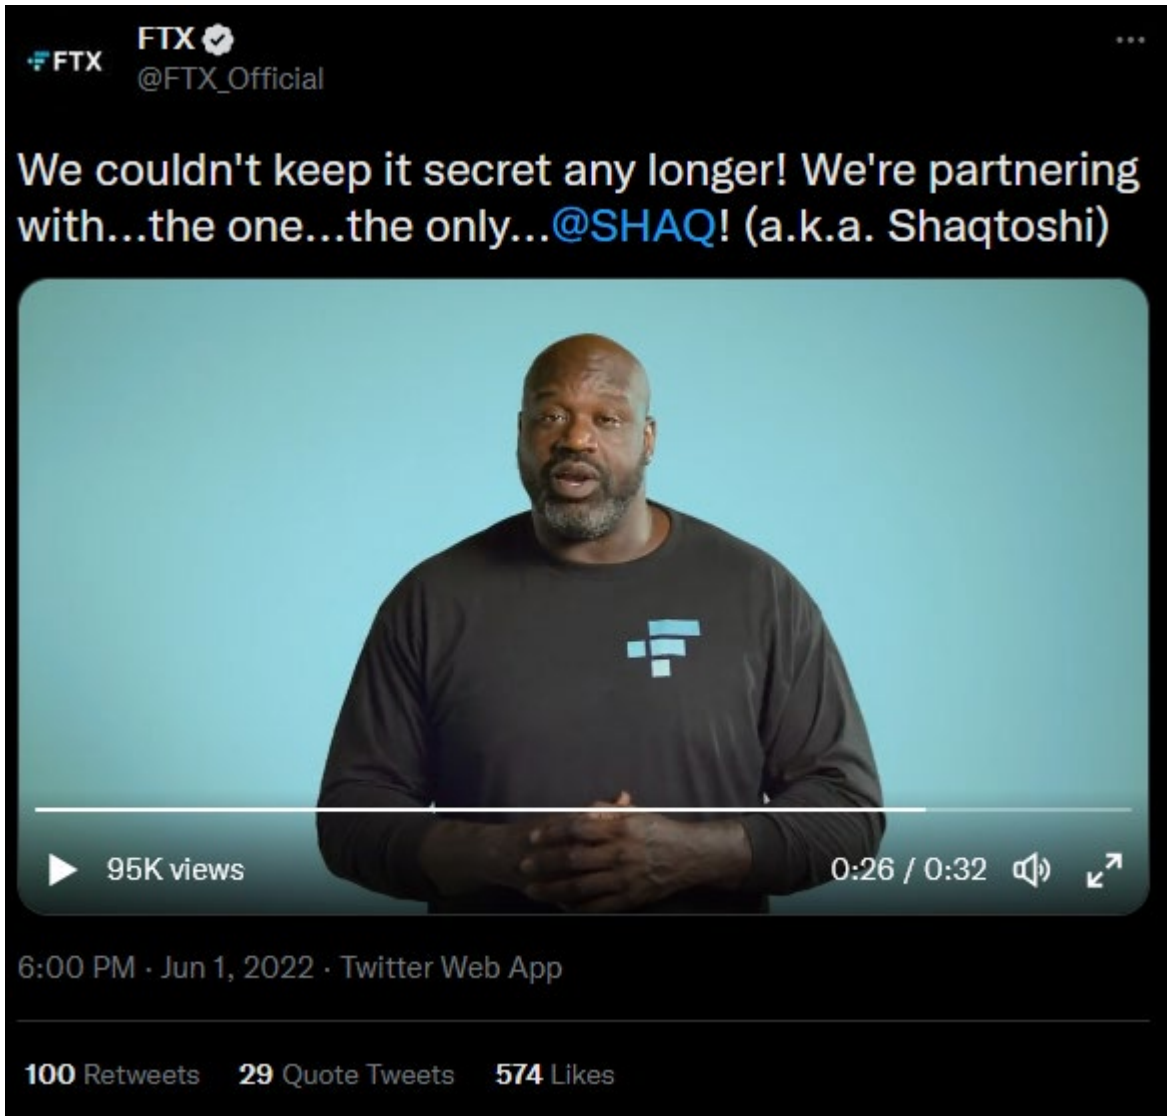 FTX
FTX
@FTX_Official
We couldn't keep it secret any longer! We're partnering
with...the one...the only...@SHAQ! (a.k.a. Shaqtoshi)
95K views
0:26 / 0:32
6:00 PM · Jun 1, 2022 · Twitter Web App
100 Retweets 29 Quote Tweets 574 Likes